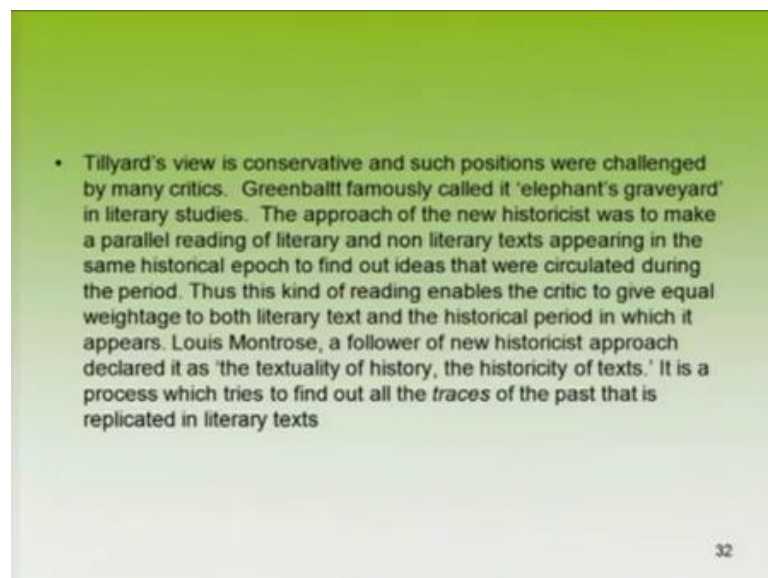 • Tillyard's view is conservative and such positions were challenged
by many critics. Greenbaltt famously called it 'elephant's graveyard'
in literary studies. The approach of the new historicist was to make
a parallel reading of literary and non literary texts appearing in the
same historical epoch to find out ideas that were circulated during
the period. Thus this kind of reading enables the critic to give equal
weightage to both literary text and the historical period in which it
appears. Louis Montrose, a follower of new historicist approach
declared it as 'the textuality of history, the historicity of texts.' It is a
process which tries to find out all the traces of the past that is
replicated in literary texts
32